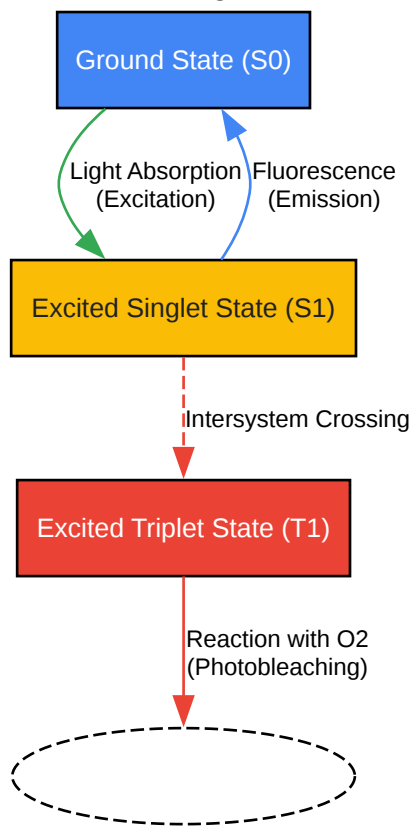 Ground State (S0)
Light Absorption
(Excitation)
Fluorescence
(Emission)
Excited Singlet State (S1)
Intersystem Crossing
Excited Triplet State (T1)
Reaction with O2
(Photobleaching)